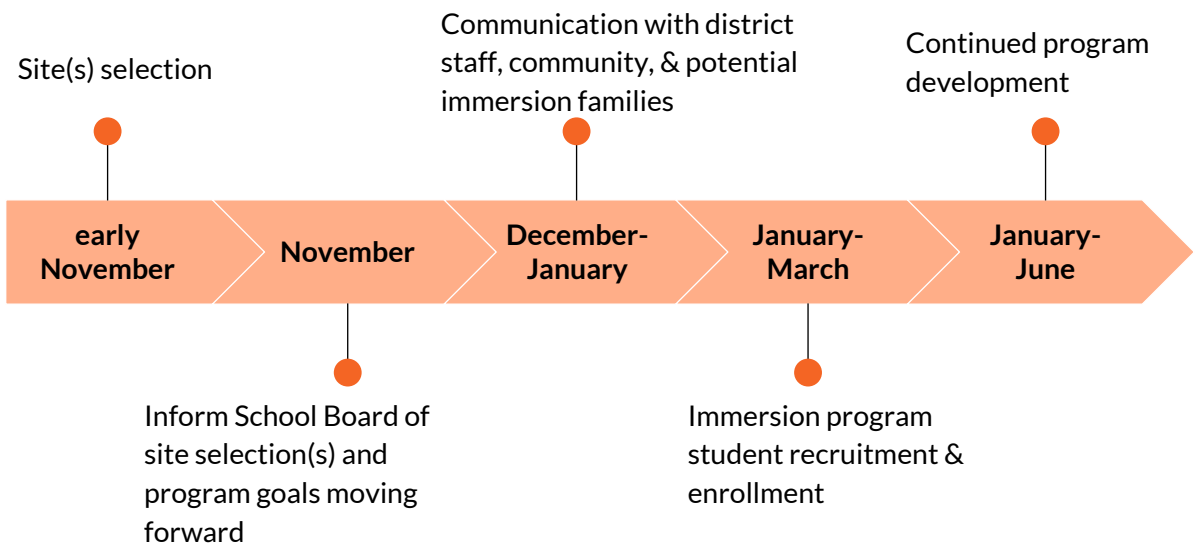 Site(s) selection
Communication with district
staff, community, & potential
immersion families
Continued program
development
early
November
November
December-
January
January-
March
January-
June
Inform School Board of
site selection(s) and
program goals moving
forward
Immersion program
student recruitment &
enrollment